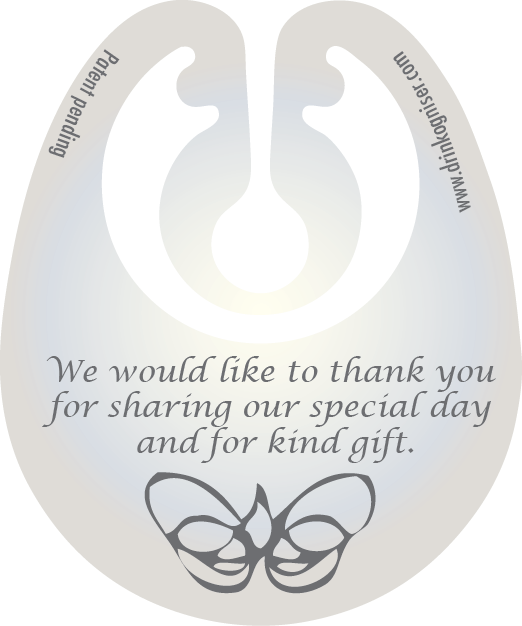 Patent pending
www.drinkogniser.com
We would like to thank you
for sharing our special day
and for kind gift.